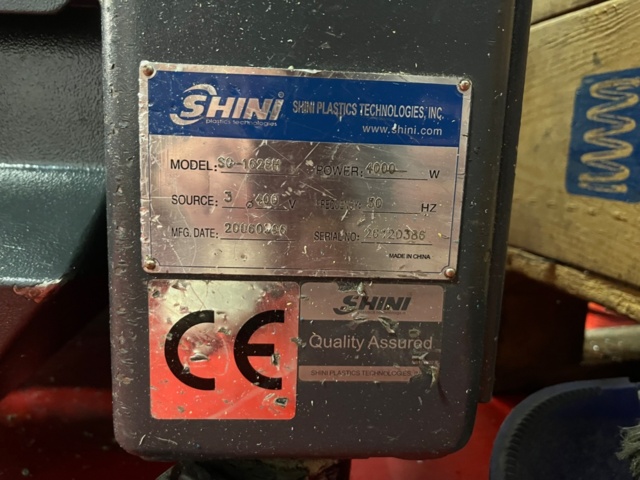 SHINI
plastics technologies
SHINI PLASTICS TECHNOLOGIES, INC.
www.shini.com
MODEL: POWER: 4000 W
SOURCE: 3 400 V HZ
MFG. DATE: SERIAL NO:
MADE IN CHINA
CE
SHINI
Quality Assured
SHINI PLASTICS TECHNOLOGIES